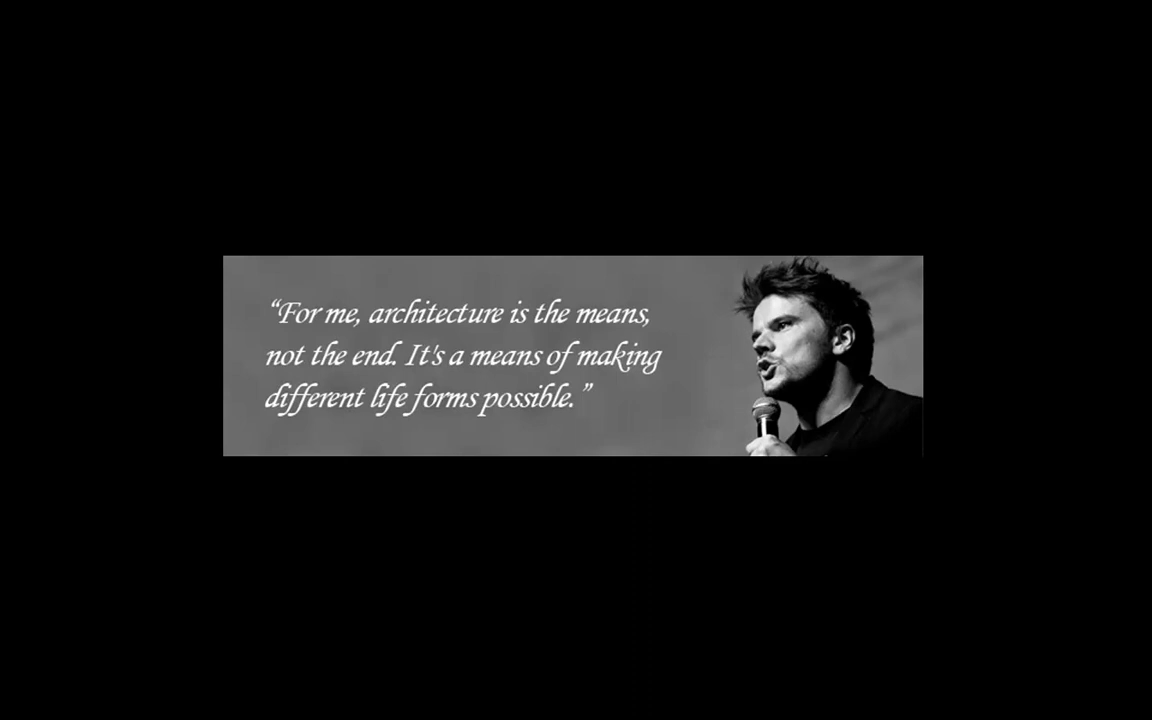 “For me, architecture is the means,
not the end. It's a means of making
different life forms possible.”